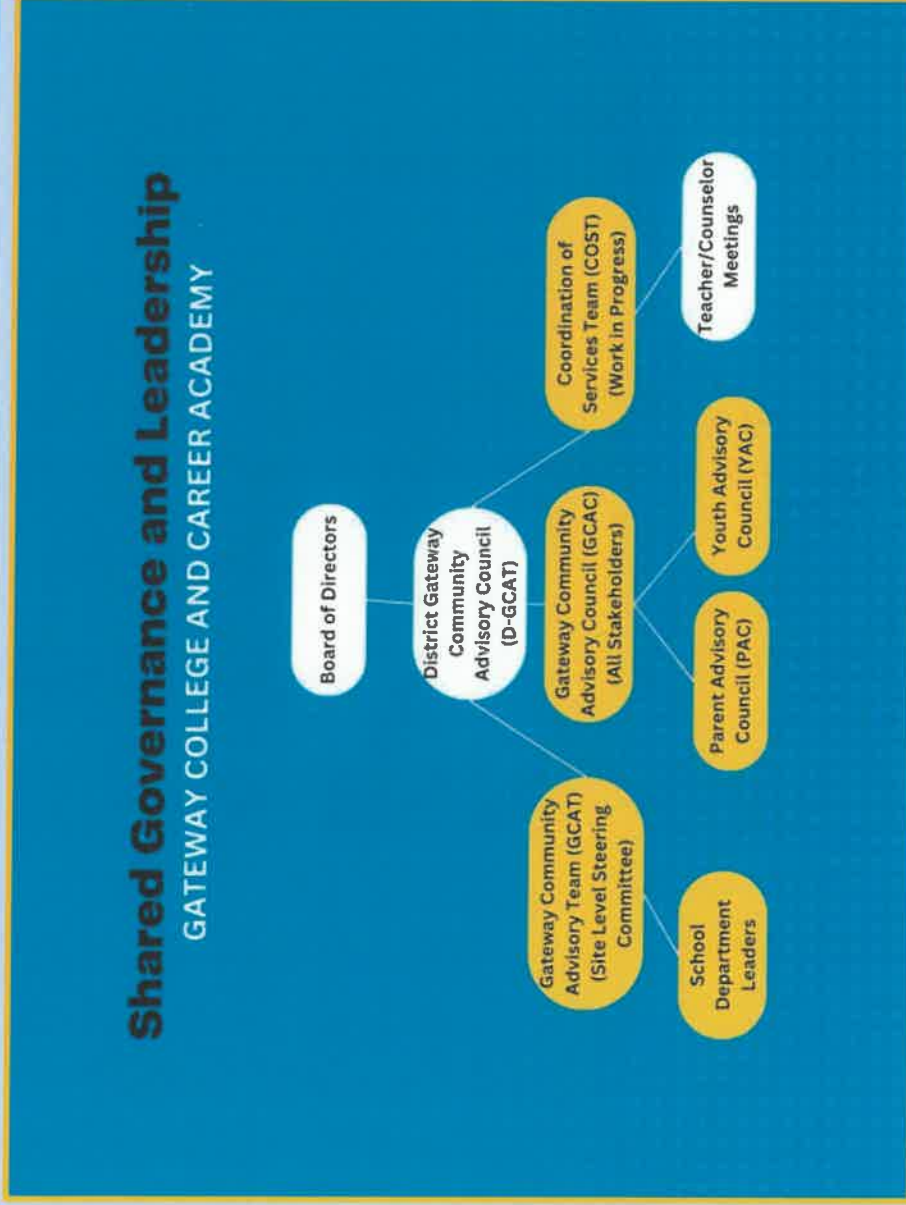 Shared Governance and Leadership
GATEWAY COLLEGE AND CAREER ACADEMY
Board of Directors
District Gateway
Community
Advisory Council
(D-GCAT)
Gateway Community
Advisory Team (GCAT)
(Site Level Steering
Committee)
Gateway Community
Advisory Council (GCAC)
(All Stakeholders)
Coordination of
Services Team (COST)
(Work in Progress)
School
Department
Leaders
Parent Advisory
Council (PAC)
Youth Advisory
Council (YAC)
Teacher/Counselor
Meetings